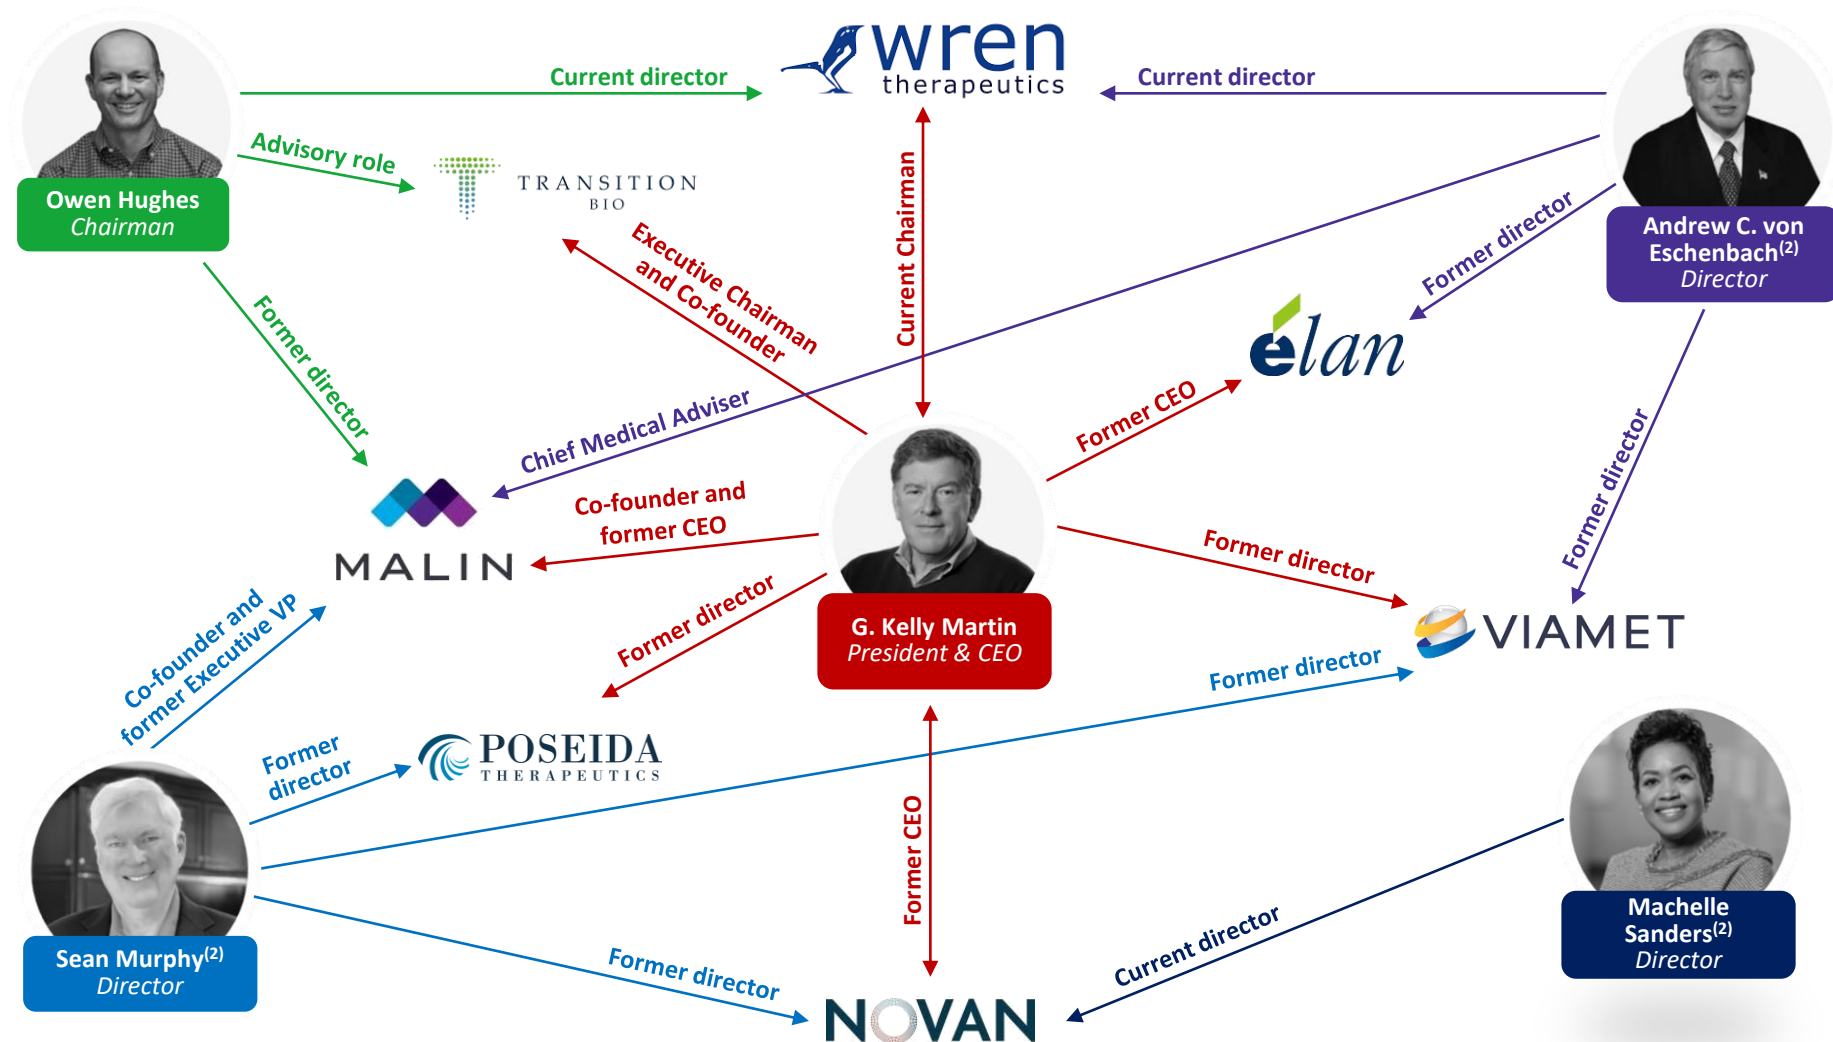 wren
therapeutics
Current director
Current director
Advisory role
TRANSITION
BIO
Owen Hughes
Chairman
Executive Chairman
and Co-founder
Current Chairman
Former director
Andrew C. von
Eschenbach(2)
Director
élan
Former director
Chief Medical Adviser
Former CEO
Former director
MALIN
Co-founder and
former CEO
Former director
Former director
G. Kelly Martin
President & CEO
VIAMET
Co-founder and
former Executive VP
Former director
Former
director
POSEIDA
THERAPEUTICS
Former CEO
Sean Murphy(2)
Director
Former director
Current director
Machelle
Sanders(2)
Director
NOVAN